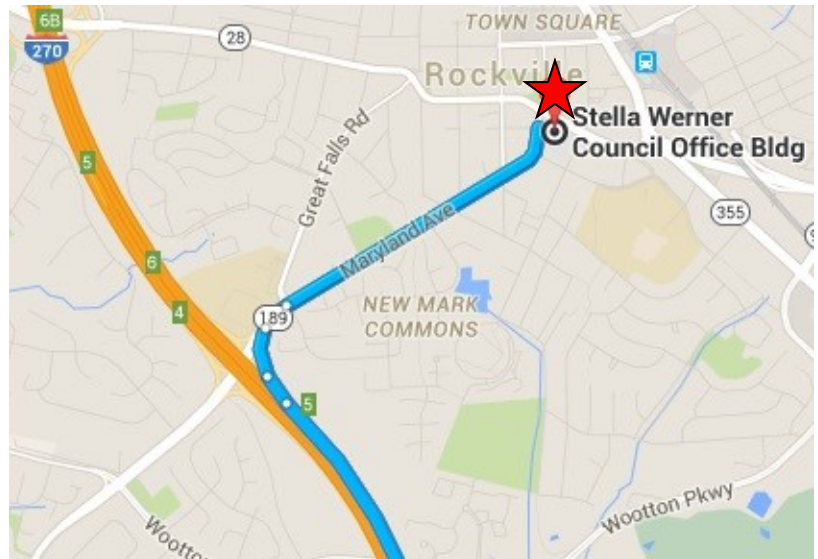 6B
270
28
TOWN SQUARE
Rockville
Stella Werner
Council Office Bldg
Great Falls Rd
5
355
Maryland Ave
6
4
189
NEW MARK
COMMONS
5
Wootton Pkwy